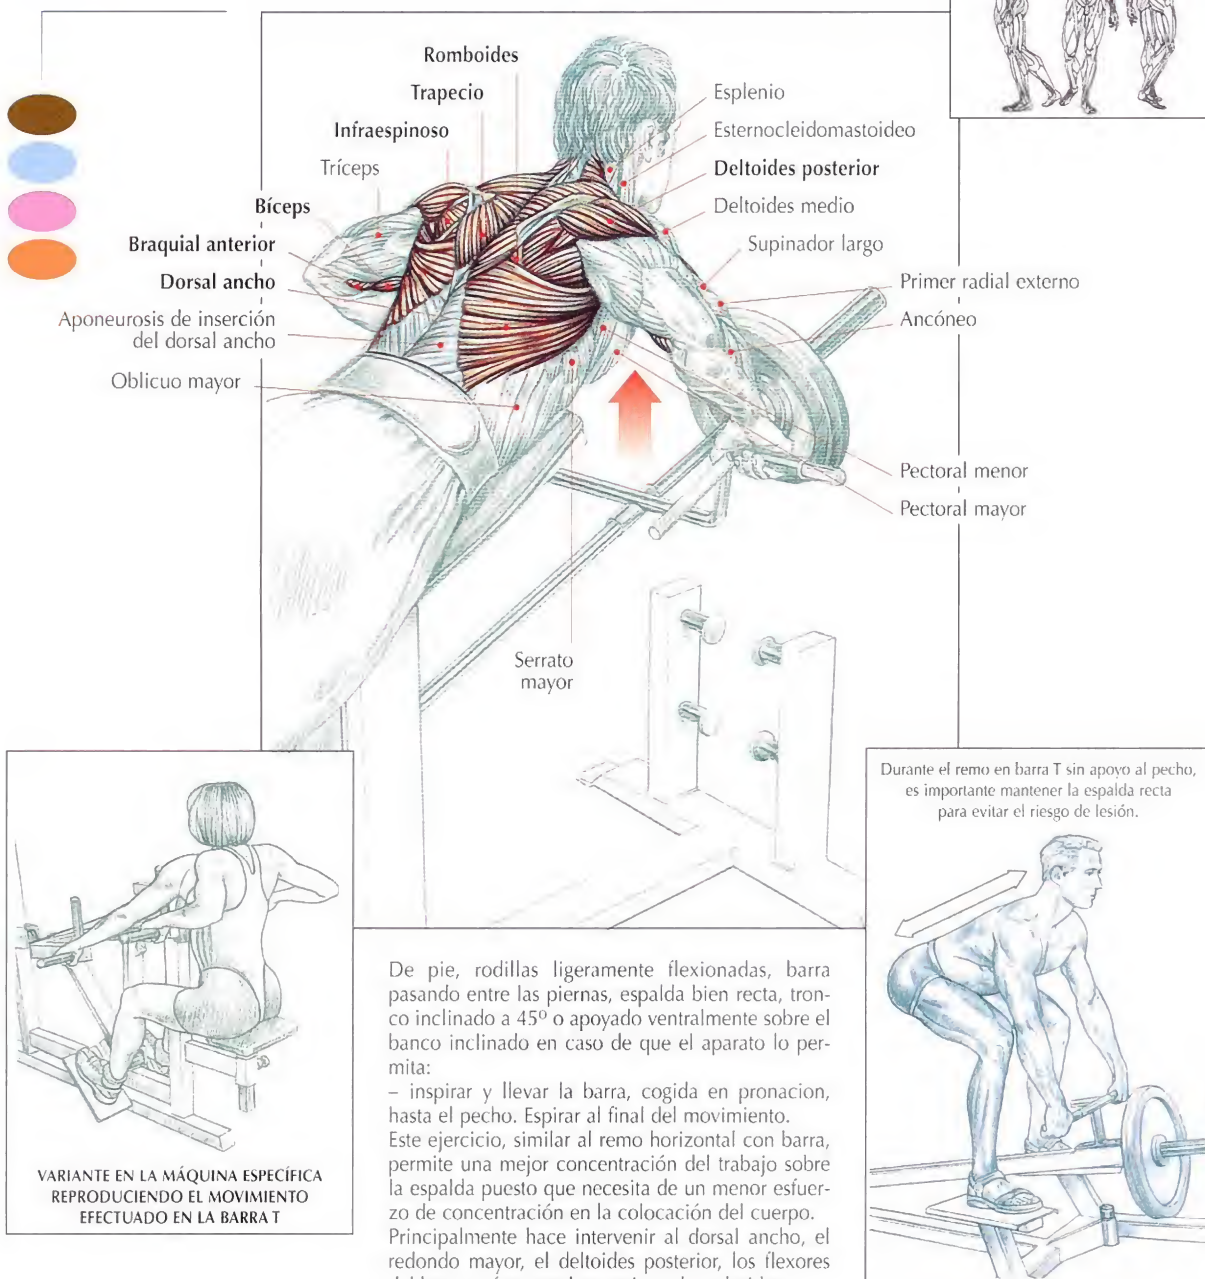 Romboides
Trapecio
Infraespinoso
Tríceps
Bíceps
Braquial anterior
Dorsal ancho
Aponeurosis de inserción
del dorsal ancho
Oblicuo mayor
Esplenio
Esternocleidomastoideo
Deltoides posterior
Deltoides medio
Supinador largo
Primer radial externo
Ancóneo
Pectoral menor
Pectoral mayor
Serrato
mayor
VARIANTE EN LA MÁQUINA ESPECÍFICA
REPRODUCIENDO EL MOVIMIENTO
EFECTUADO EN LA BARRA T
De pie, rodillas ligeramente flexionadas, barra
pasando entre las piernas, espalda bien recta, tron-
co inclinado a 45º o apoyado ventralmente sobre el
banco inclinado en caso de que el aparato lo per-
mita:
– inspirar y llevar la barra, cogida en pronacion,
hasta el pecho. Espirar al final del movimiento.
Este ejercicio, similar al remo horizontal con barra,
permite una mejor concentración del trabajo sobre
la espalda puesto que necesita de un menor esfuer-
zo de concentración en la colocación del cuerpo.
Principalmente hace intervenir al dorsal ancho, el
redondo mayor, el deltoides posterior, los flexores
Durante el remo en barra T sin apoyo al pecho,
es importante mantener la espalda recta
para evitar el riesgo de lesión.